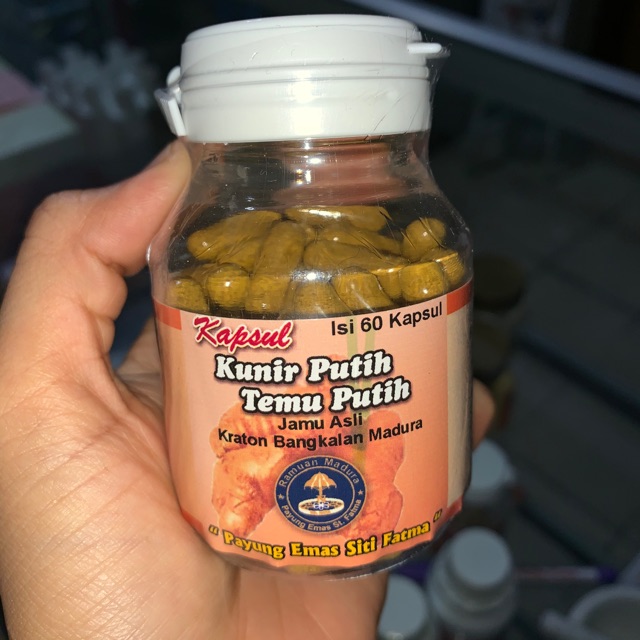 Kapsul
Isi 60 Kapsul
Kunir Putih
Temu Putih
Jamu Asli
Kraton Bangkalan Madura
Ramuan Madura
Payung Emas St. Fatma
" Payung Emas Siti Fatma "